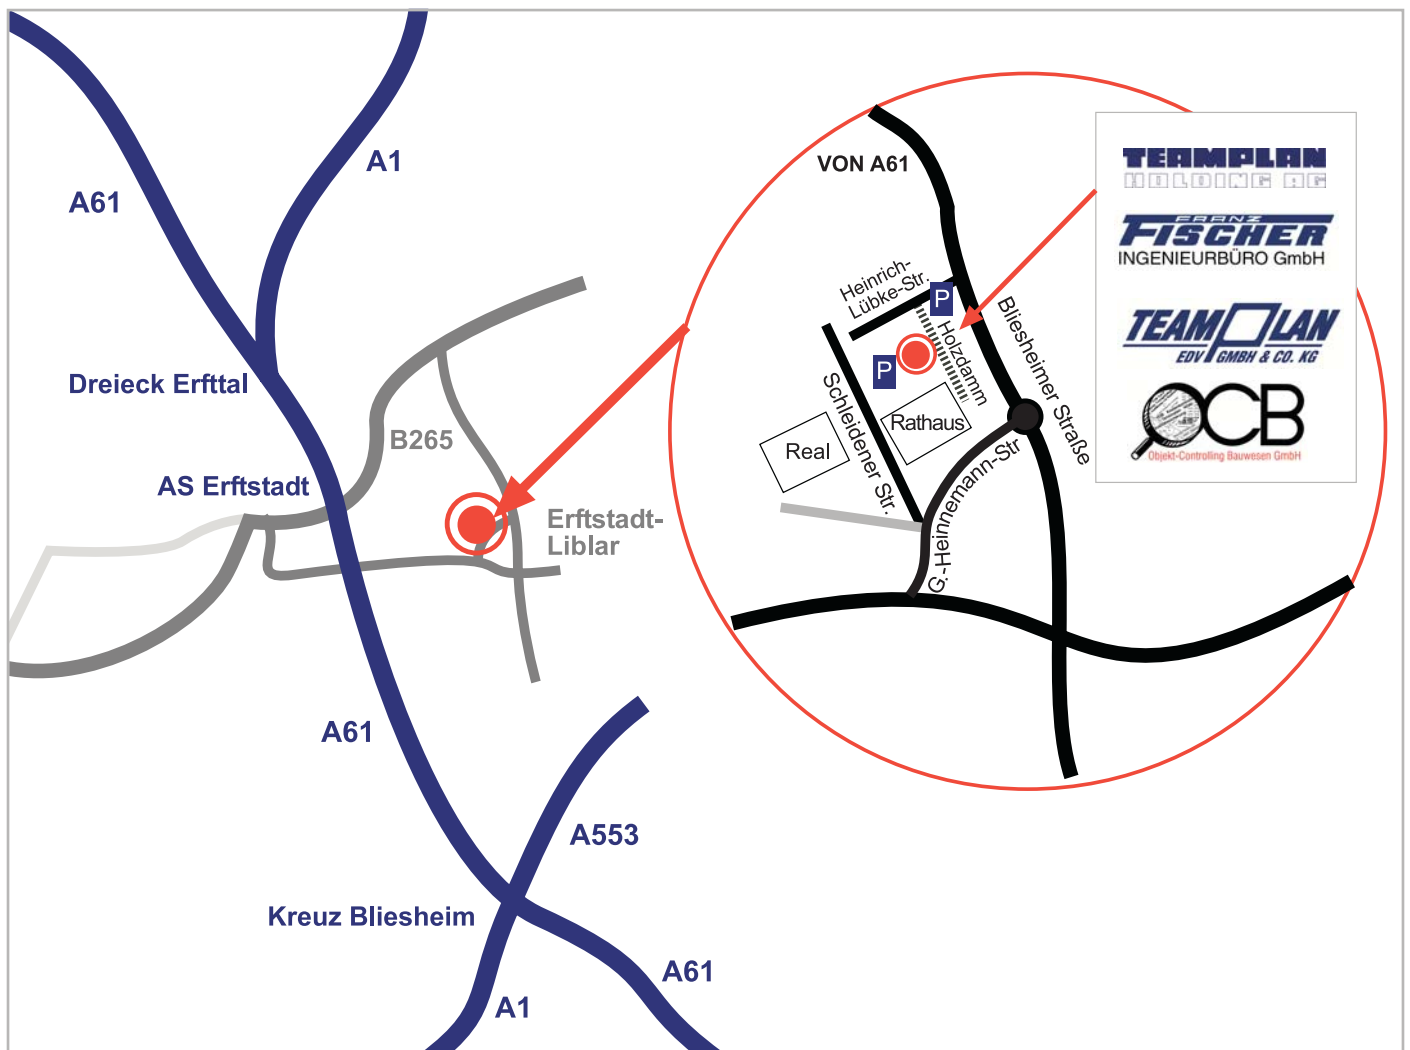 A1
A61
Dreieck Erfttal
B265
AS Erftstadt
Erftstadt-
Liblar
A61
A553
Kreuz Bliesheim
A61
A1
VON A61
Heinrich-
Lübke-Str.
P
P
Holzdamm
Bliesheimer Straße
Schleidener Str.
Rathaus
Real
G.-Heinnemann-Str
TEAMPLAN
HOLDING AG
FRANZ
FISCHER
INGENIEURBÜRO GmbH
TEAMPLAN
EDV GMBH & CO. KG
OCB
Objekt-Controlling Bauwesen GmbH